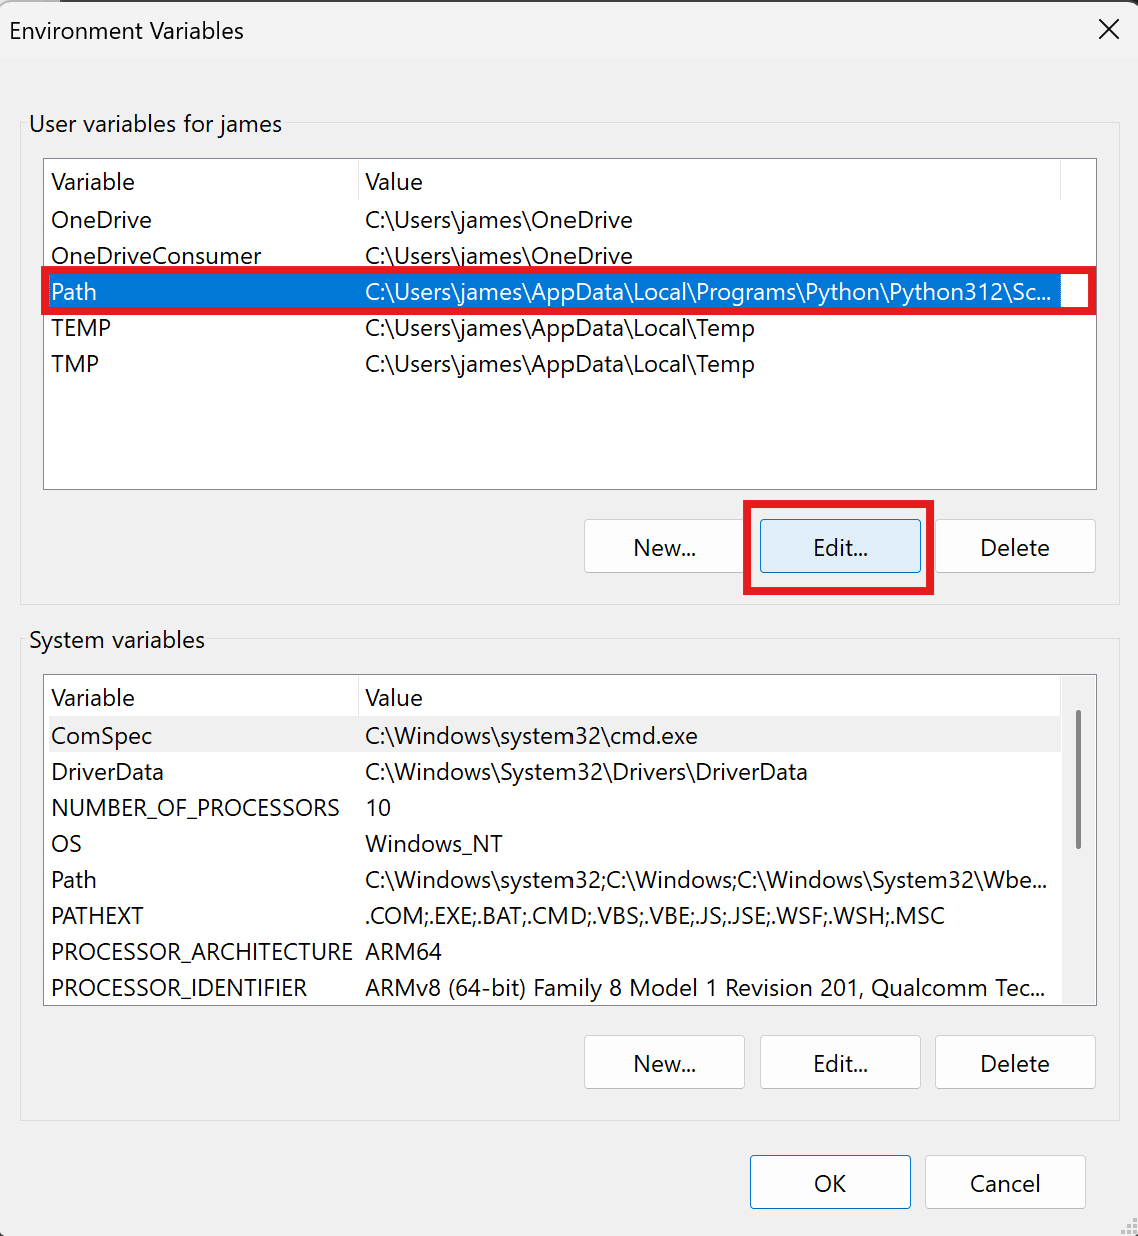 Environment Variables
User variables for james
Variable Value
OneDrive C:\Users\james\OneDrive
OneDriveConsumer C:\Users\james\OneDrive
Path C:\Users\james\AppData\Local\Programs\Python\Python312\Sc...
TEMP C:\Users\james\AppData\Local\Temp
TMP C:\Users\james\AppData\Local\Temp
New... Edit... Delete
System variables
Variable Value
ComSpec C:\Windows\system32\cmd.exe
DriverData C:\Windows\System32\Drivers\DriverData
NUMBER_OF_PROCESSORS 10
OS Windows_NT
Path C:\Windows\system32;C:\Windows;C:\Windows\System32\Wbe...
PATHEXT .COM;.EXE;.BAT;.CMD;.VBS;.VBE;.JS;.JSE;.WSF;.WSH;.MSC
PROCESSOR_ARCHITECTURE ARM64
PROCESSOR_IDENTIFIER ARMv8 (64-bit) Family 8 Model 1 Revision 201, Qualcomm Tec...
New... Edit... Delete
OK Cancel